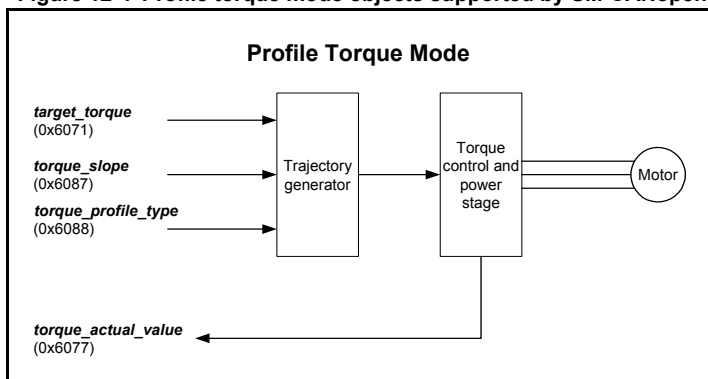 Profile Torque Mode
target_torque
(0x6071)
torque_slope
(0x6087)
torque_profile_type
(0x6088)
Trajectory
generator
Torque
control and
power
stage
Motor
torque_actual_value
(0x6077)